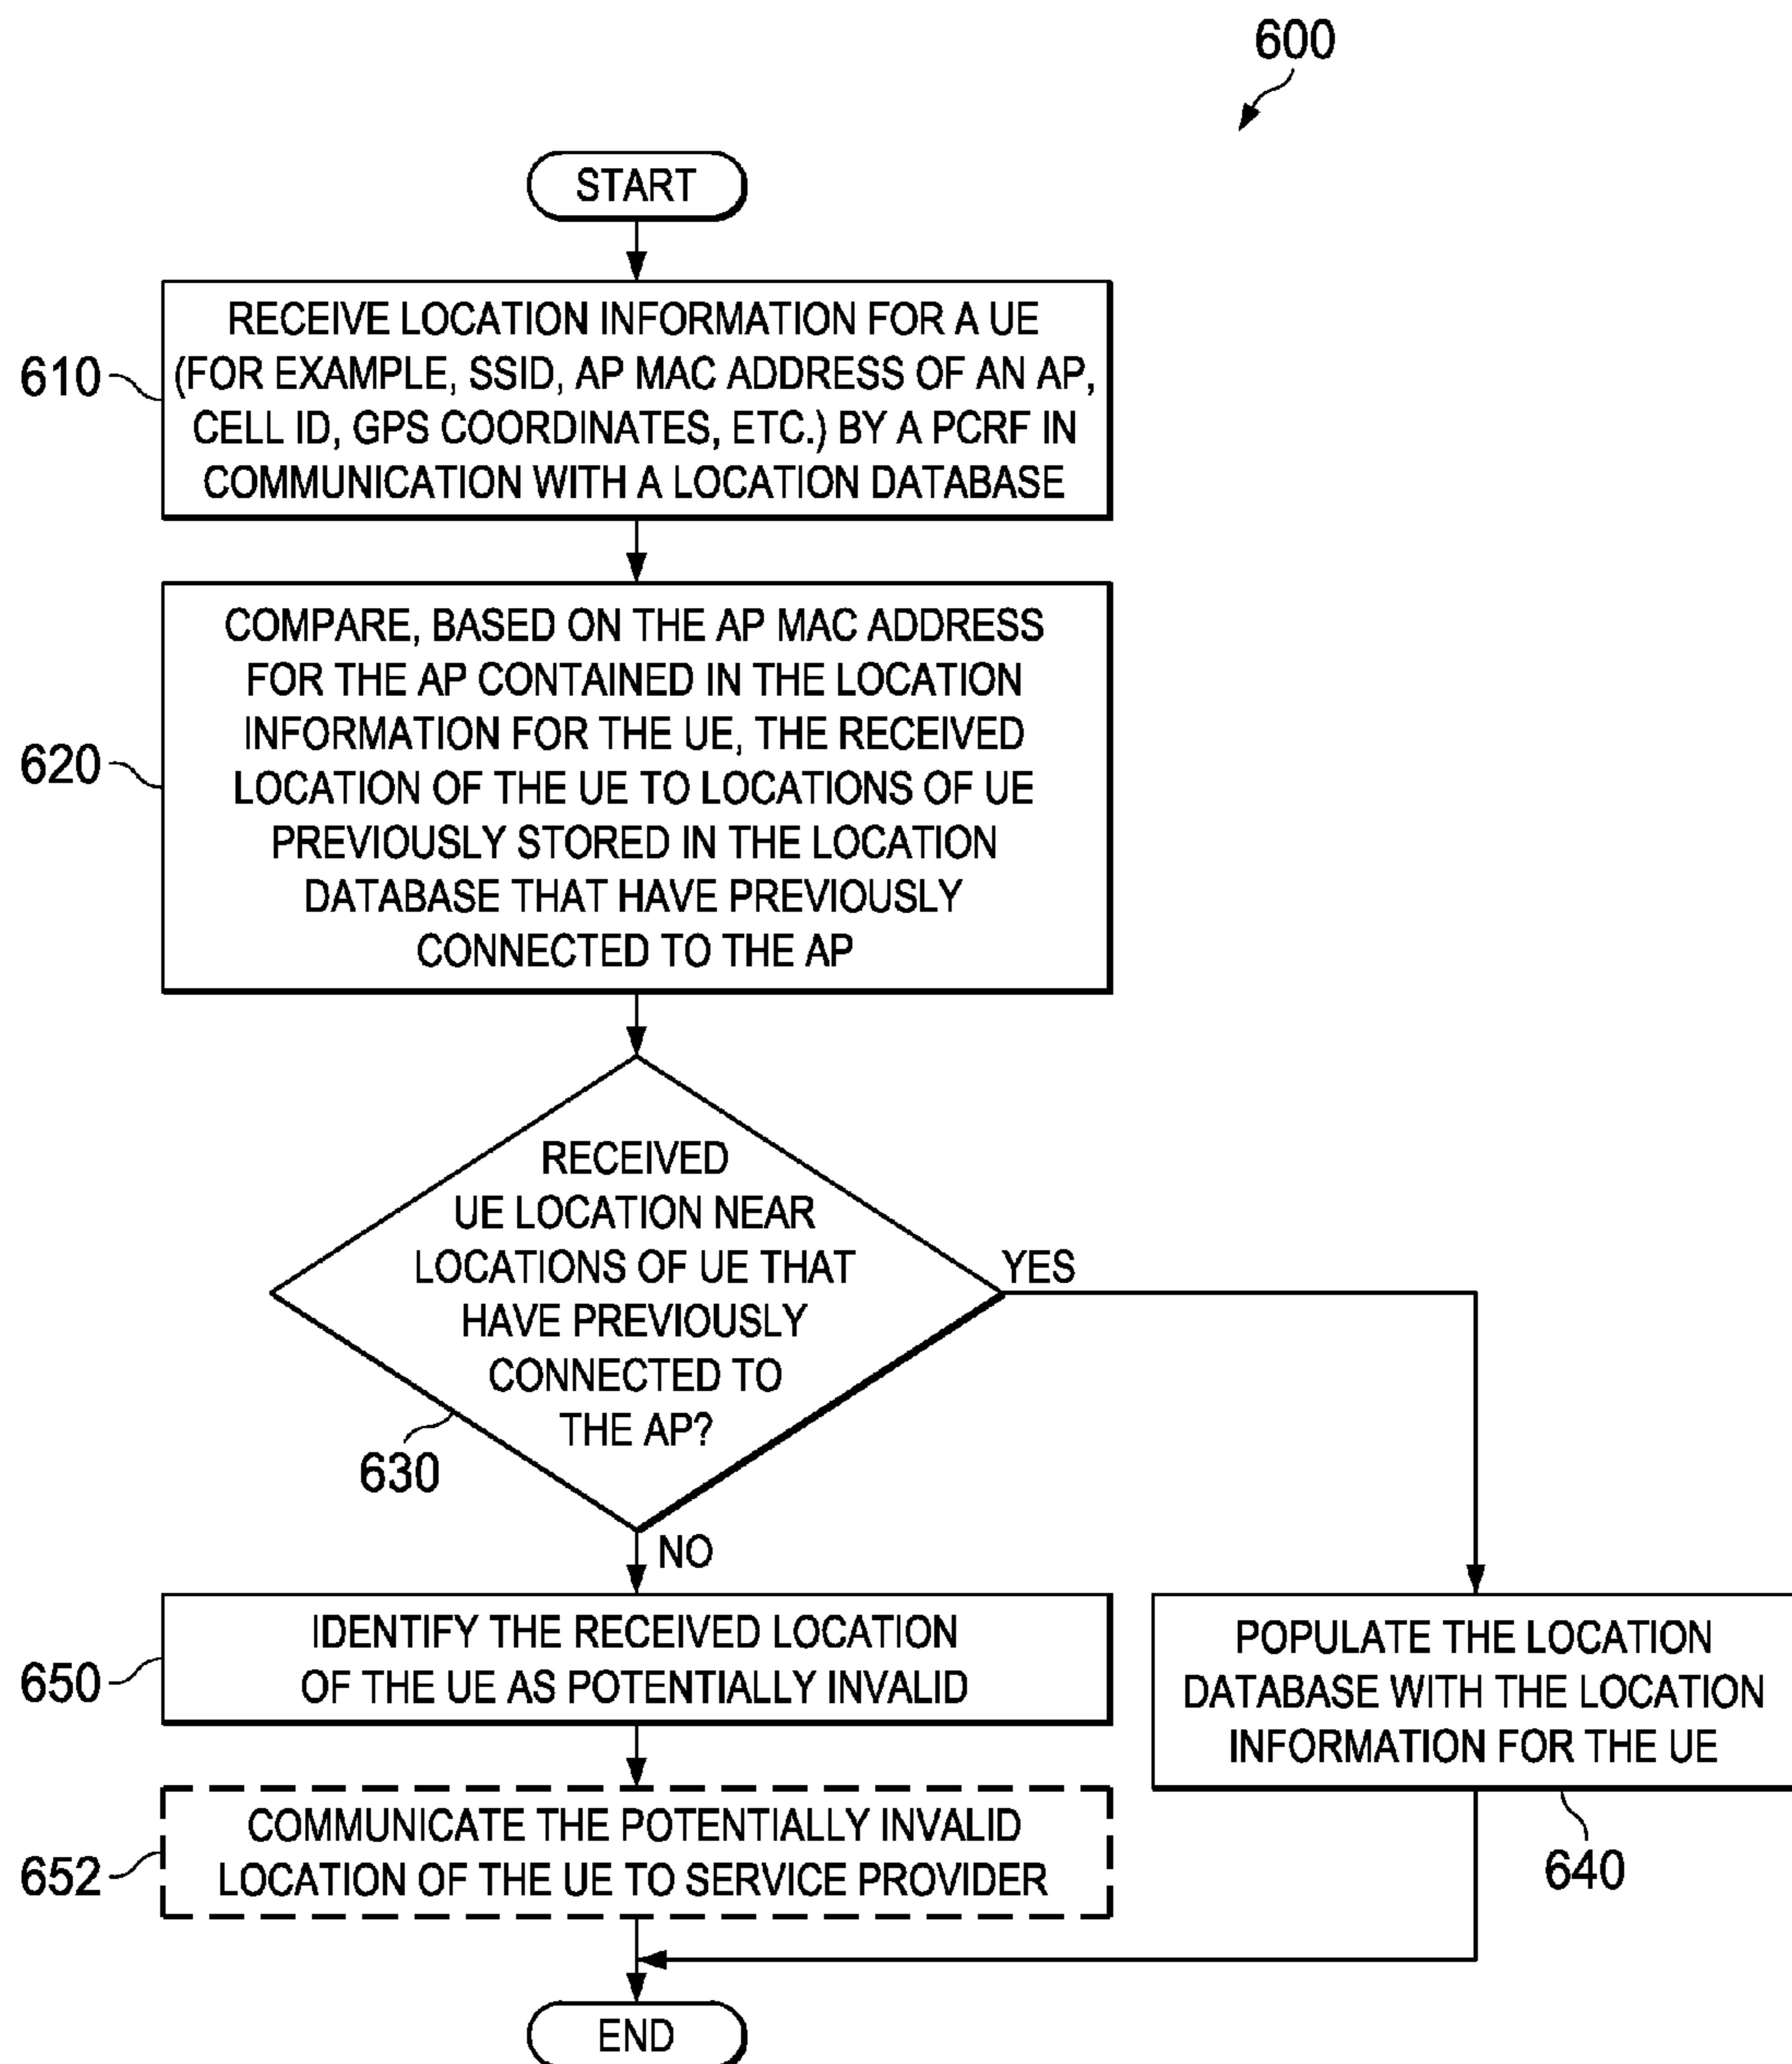 600
START
RECEIVE LOCATION INFORMATION FOR A UE
(FOR EXAMPLE, SSID, AP MAC ADDRESS OF AN AP,
CELL ID, GPS COORDINATES, ETC.) BY A PCRF IN
COMMUNICATION WITH A LOCATION DATABASE
610
COMPARE, BASED ON THE AP MAC ADDRESS
FOR THE AP CONTAINED IN THE LOCATION
INFORMATION FOR THE UE, THE RECEIVED
LOCATION OF THE UE TO LOCATIONS OF UE
PREVIOUSLY STORED IN THE LOCATION
DATABASE THAT HAVE PREVIOUSLY
CONNECTED TO THE AP
620
RECEIVED
UE LOCATION NEAR
LOCATIONS OF UE THAT
HAVE PREVIOUSLY
CONNECTED TO
THE AP?
630
YES
NO
IDENTIFY THE RECEIVED LOCATION
OF THE UE AS POTENTIALLY INVALID
650
POPULATE THE LOCATION
DATABASE WITH THE LOCATION
INFORMATION FOR THE UE
640
COMMUNICATE THE POTENTIALLY INVALID
LOCATION OF THE UE TO SERVICE PROVIDER
652
END